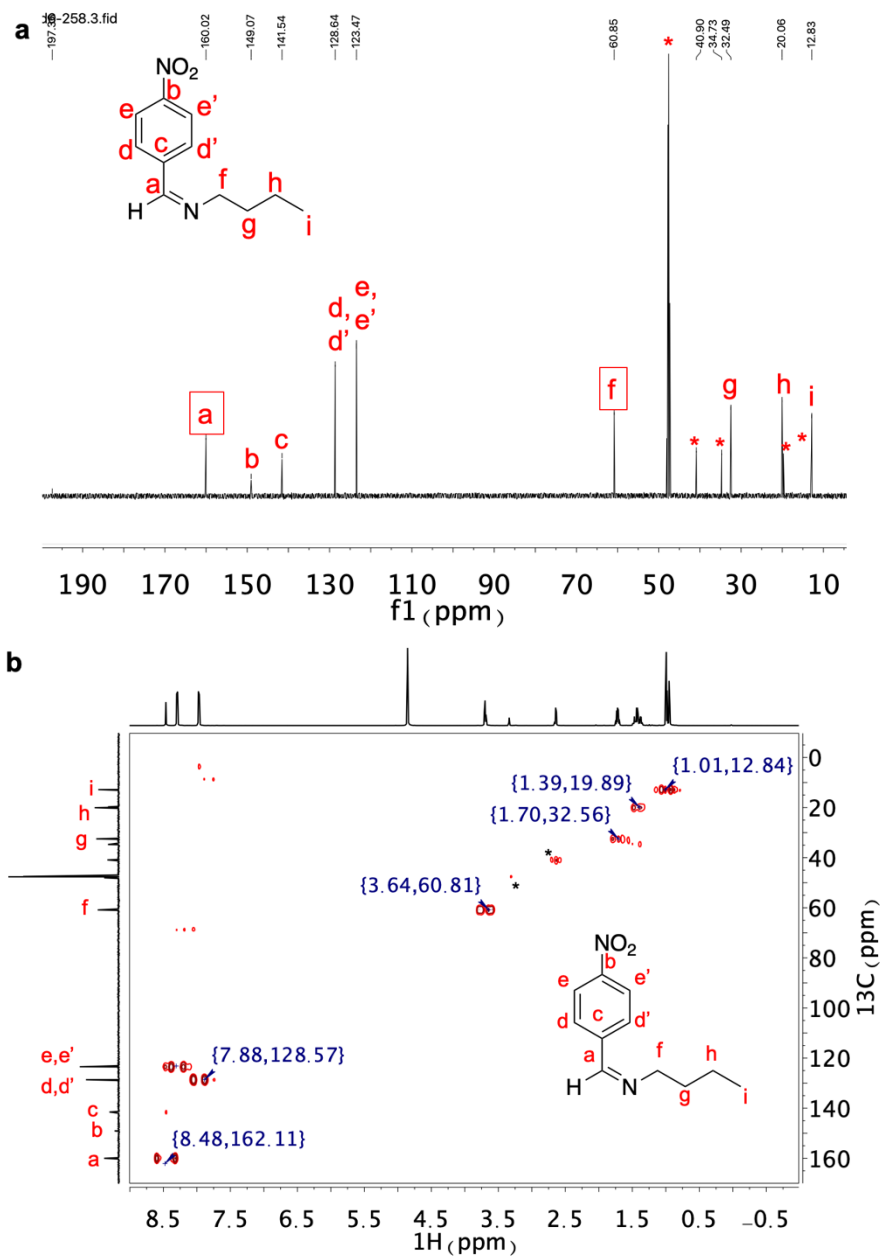 a
-258.3.fid
160.02
149.07
141.54
128.64
123.47
60.85
40.90
34.73
32.49
20.06
12.83
NO₂
b
e e'
d c d'
a f h
H N g i
a
b
c
d,
d'
e,
e'
f
*
*
*
g
h
*
*
i
190 170 150 130 110 90 70 50 30 10
f1 (ppm)
b
i
h
g
f
e,e'
d,d'
c
b
a
{1.01,12.84}
{1.39,19.89}
{1.70,32.56}
*
*
{3.64,60.81}
{7.88,128.57}
{8.48,162.11}
NO₂
b
e e'
d c d'
a f h
H N g i
0
20
40
60
80
100
120
140
160
13C (ppm)
8.5 7.5 6.5 5.5 4.5 3.5 2.5 1.5 0.5 −0.5
1H (ppm)